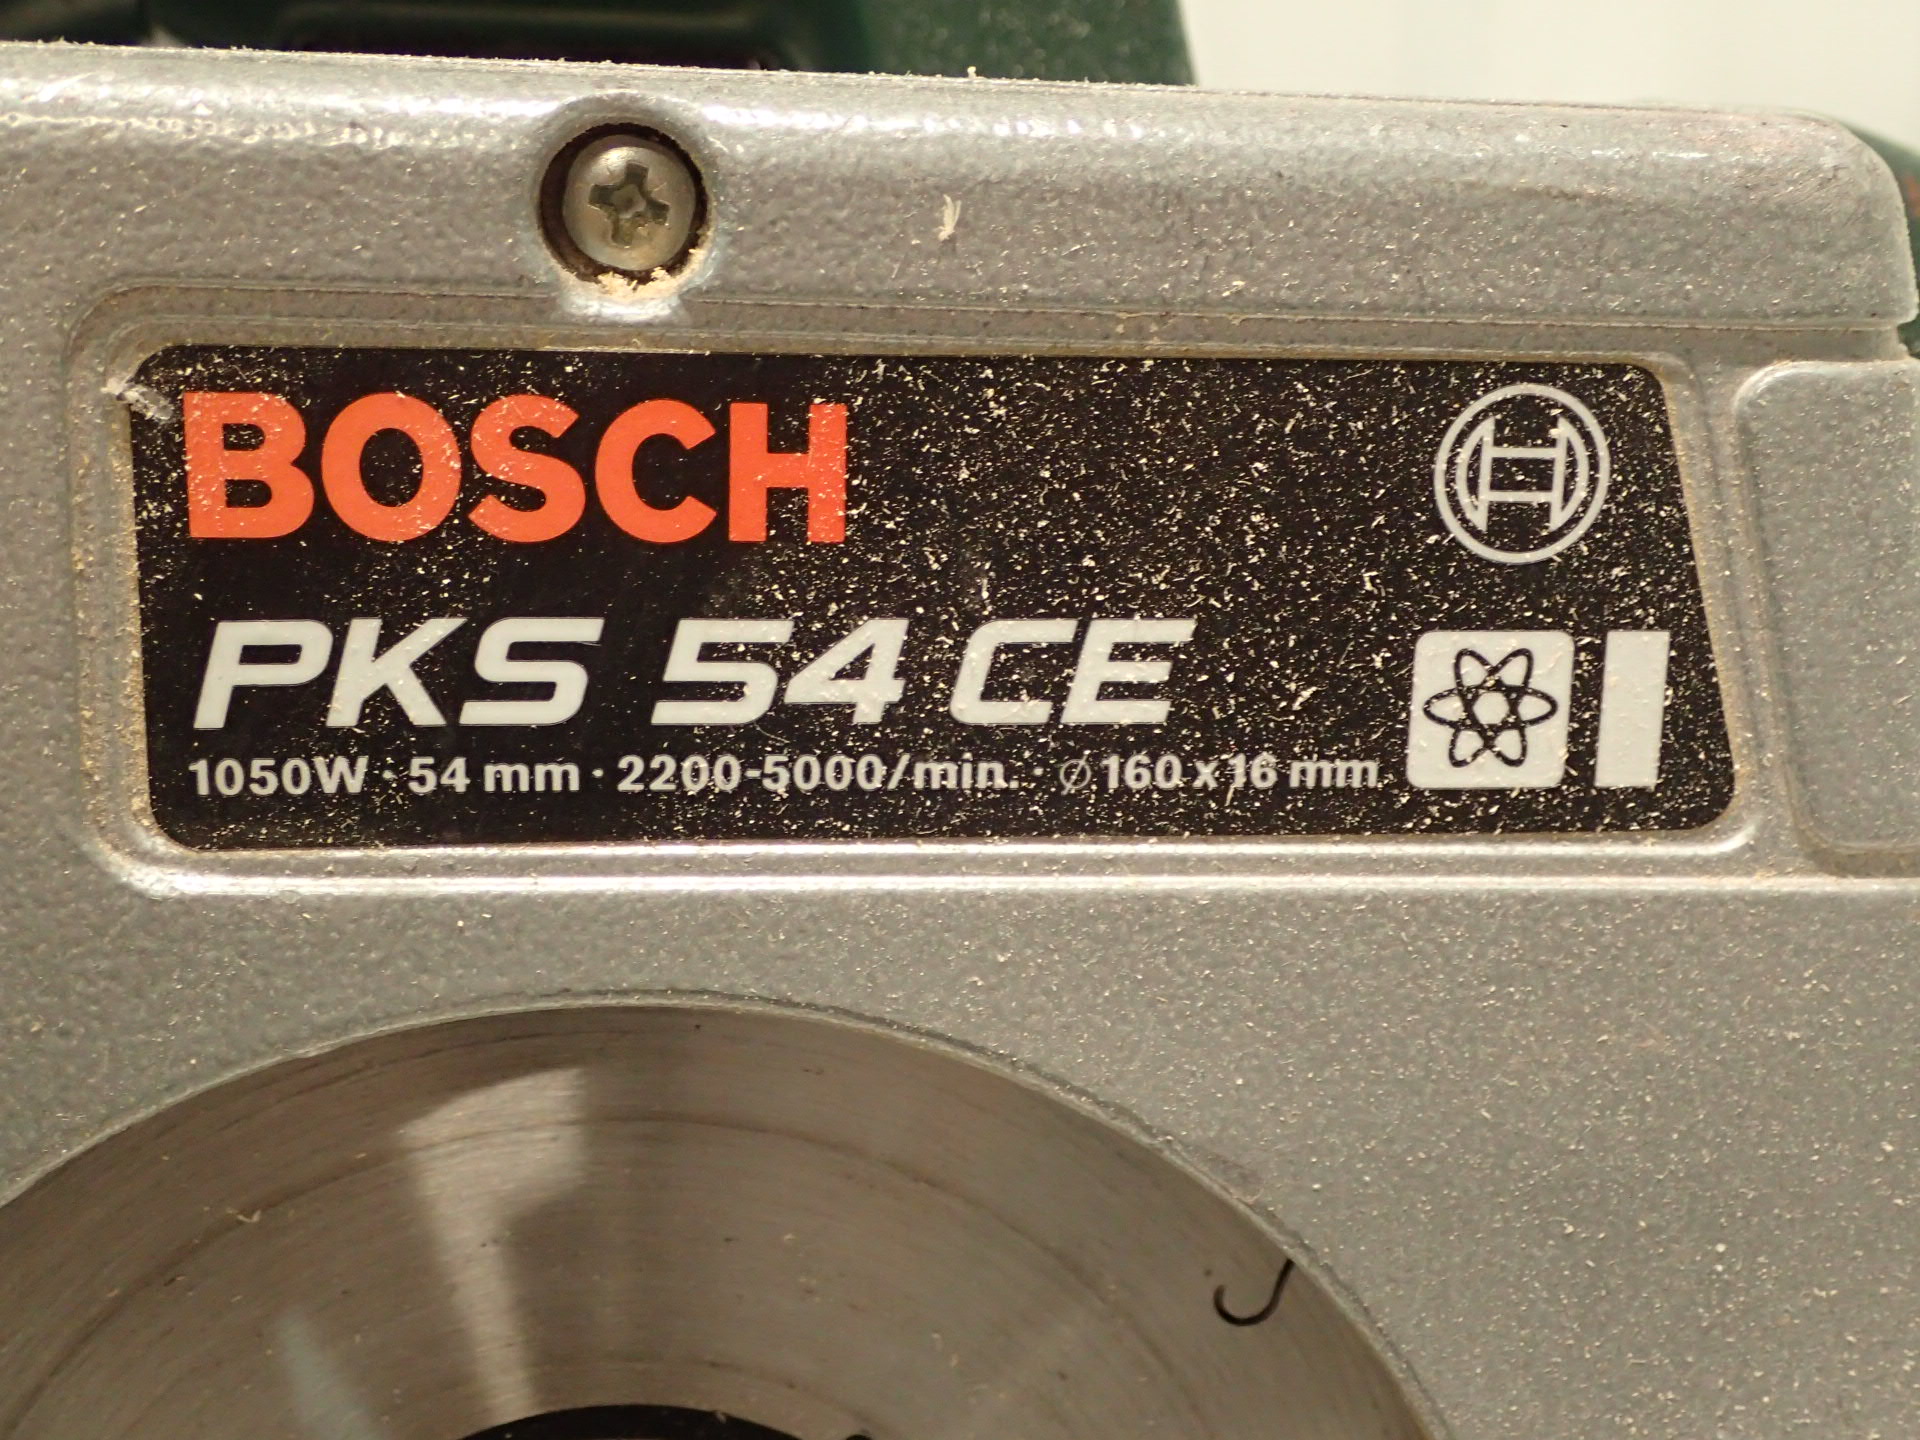 BOSCH
PKS 54 CE
1050W · 54 mm · 2200-5000/min. · ⌀ 160 x 16 mm